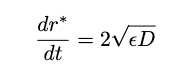 dr*/dt = 2√ϵD